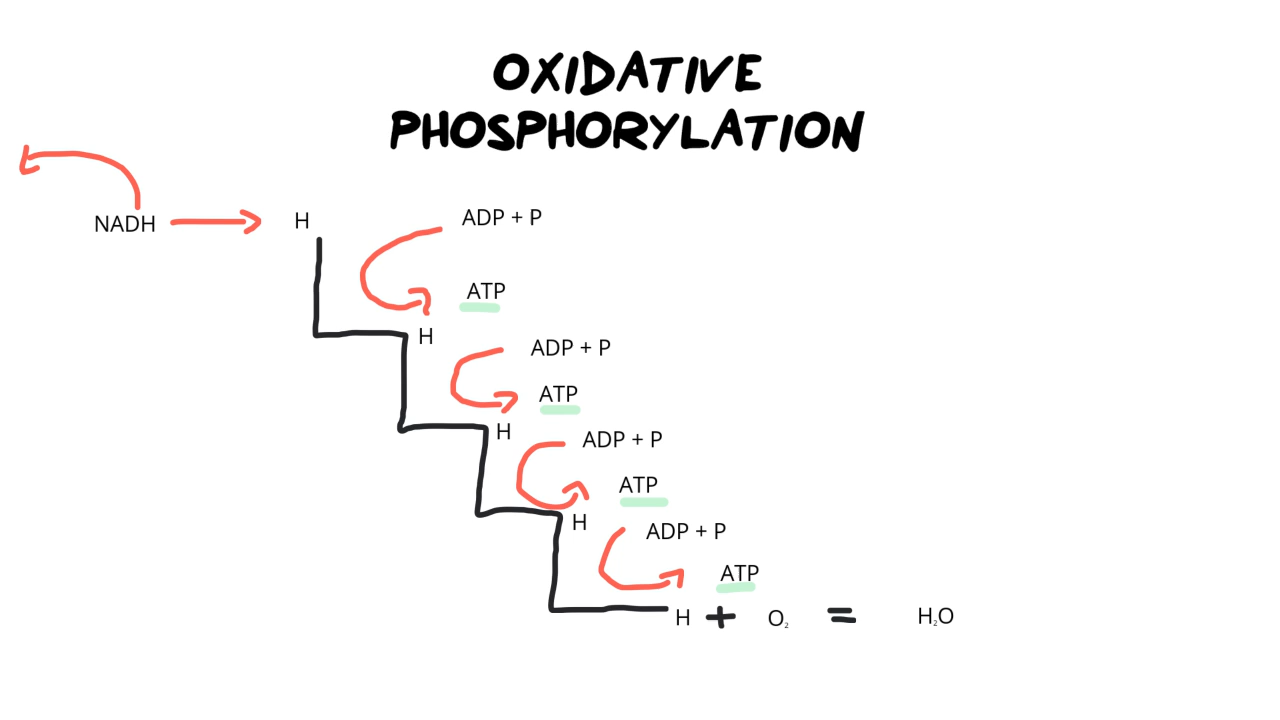 OXIDATIVE
PHOSPHORYLATION
NADH
H
ADP + P
ATP
H
ADP + P
ATP
H
ADP + P
ATP
H
ADP + P
ATP
H + O₂ = H₂O